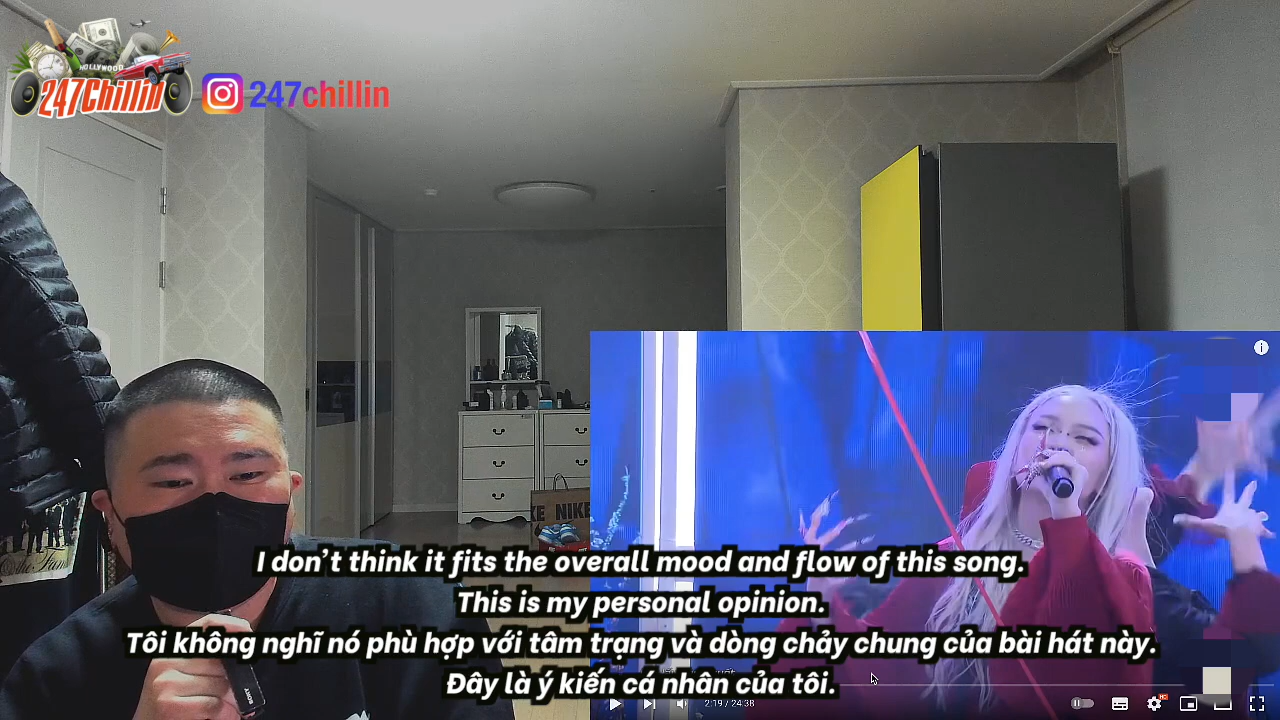 HOLLYWOOD
247Chillin
247chillin
NIKE
I don't think it fits the overall mood and flow of this song.
This is my personal opinion.
Tôi không nghĩ nó phù hợp với tâm trạng và dòng chảy chung của bài hát này.
Đây là ý kiến cá nhân của tôi.
2:19 / 24:38